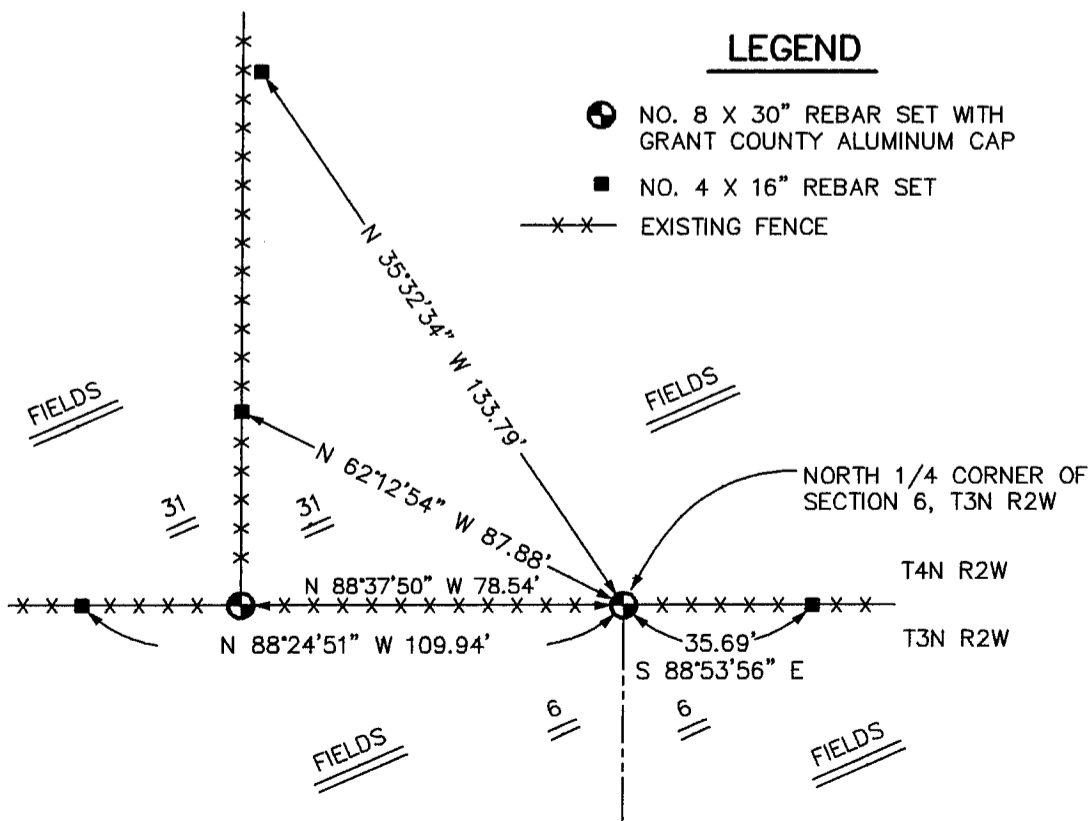 LEGEND
NO. 8 X 30" REBAR SET WITH
GRANT COUNTY ALUMINUM CAP
NO. 4 X 16" REBAR SET
EXISTING FENCE
N 35°32'34" W 133.79'
FIELDS
FIELDS
N 62°12'54" W 87.88'
NORTH 1/4 CORNER OF
SECTION 6, T3N R2W
31
31
T4N R2W
N 88°37'50" W 78.54'
N 88°24'51" W 109.94'
35.69'
S 88°53'56" E
T3N R2W
6
6
FIELDS
FIELDS